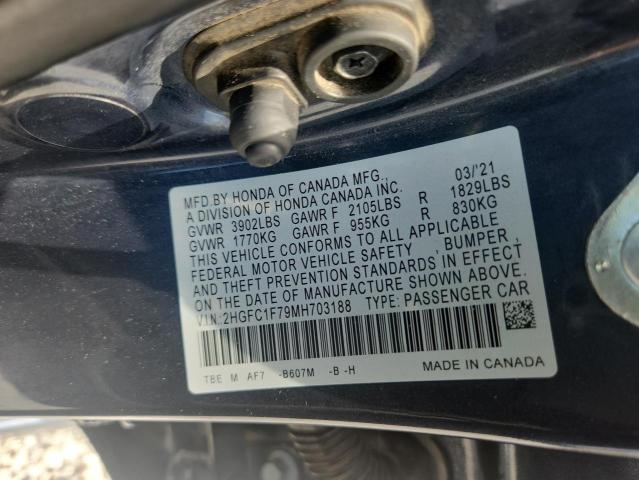 MFD.BY HONDA OF CANADA MFG., 03/'21
A DIVISION OF HONDA CANADA INC.
GVWR 3902LBS GAWR F 2105LBS R 1829LBS
GVWR 1770KG GAWR F 955KG R 830KG
THIS VEHICLE CONFORMS TO ALL APPLICABLE
FEDERAL MOTOR VEHICLE SAFETY , BUMPER ,
AND THEFT PREVENTION STANDARDS IN EFFECT
ON THE DATE OF MANUFACTURE SHOWN ABOVE.
V.I.N.:2HGFC1F79MH703188 TYPE: PASSENGER CAR
TBE M AF7 -B607M -B -H
MADE IN CANADA